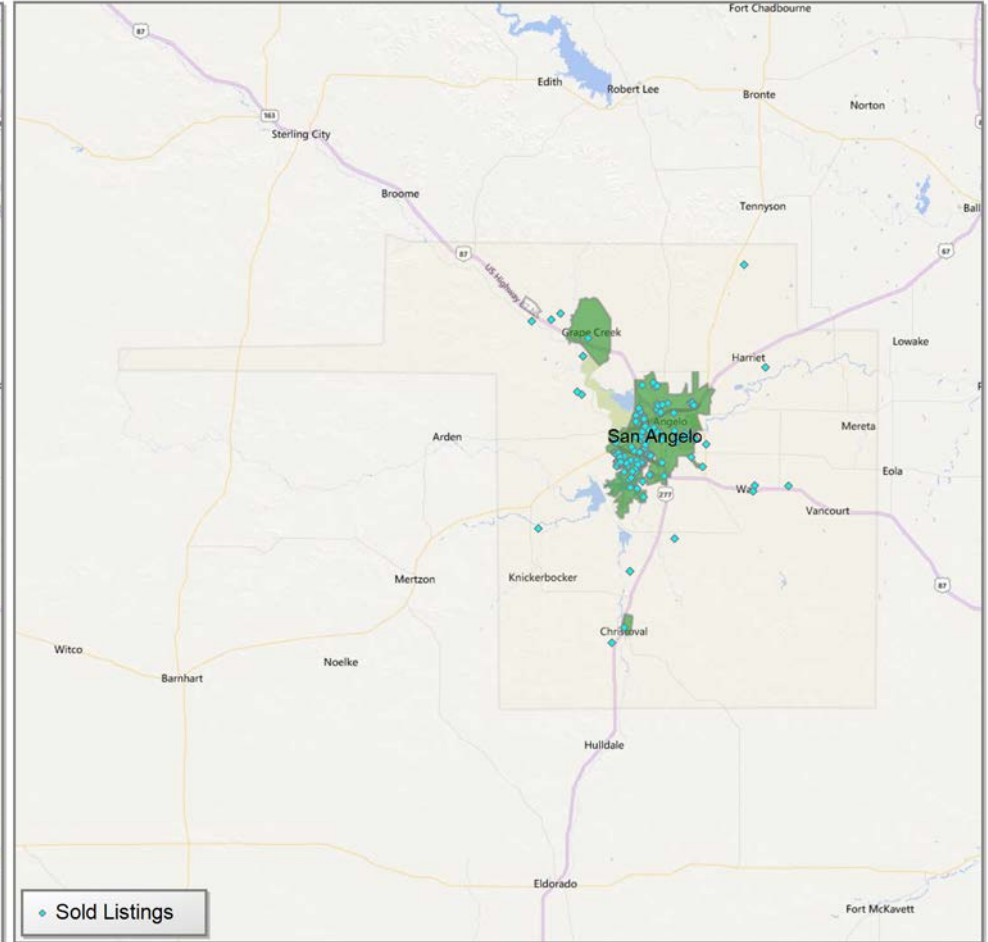 Fort Chadbourne
87
Edith
Robert Lee
Bronte
Norton
163
Sterling City
Broome
Tennyson
Ball
87
67
US Highway
Grape Creek
Lowake
Harriet
Angelo
San Angelo
Mereta
Arden
Eola
277
Wa
Vancourt
Mertzon
Knickerbocker
87
Christoval
Witco
Noelke
Barnhart
Hulldale
Eldorado
Sold Listings
Fort McKavett